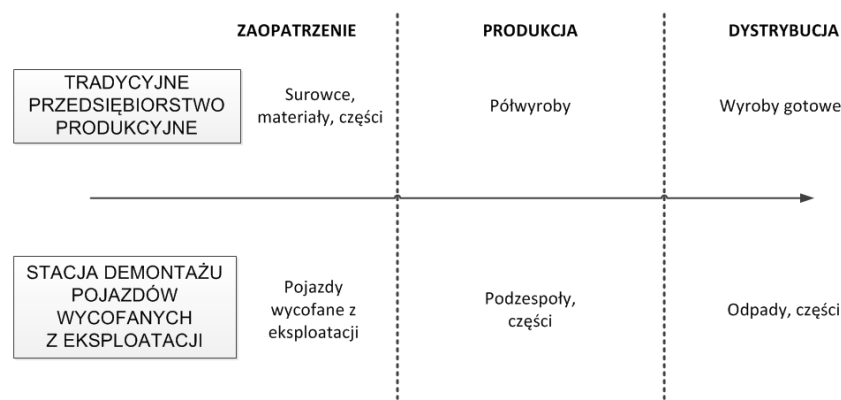 ZAOPATRZENIE
PRODUKCJA
DYSTRYBUCJA
TRADYCYJNE
PRZEDSIĘBIORSTWO
PRODUKCYJNE
Surowce,
materiały, części
Półwyroby
Wyroby gotowe
STACJA DEMONTAŻU
POJAZDÓW
WYCOFANYCH
Z EKSPLOATACJI
Pojazdy
wycofane z
eksploatacji
Podzespoły,
części
Odpady, części